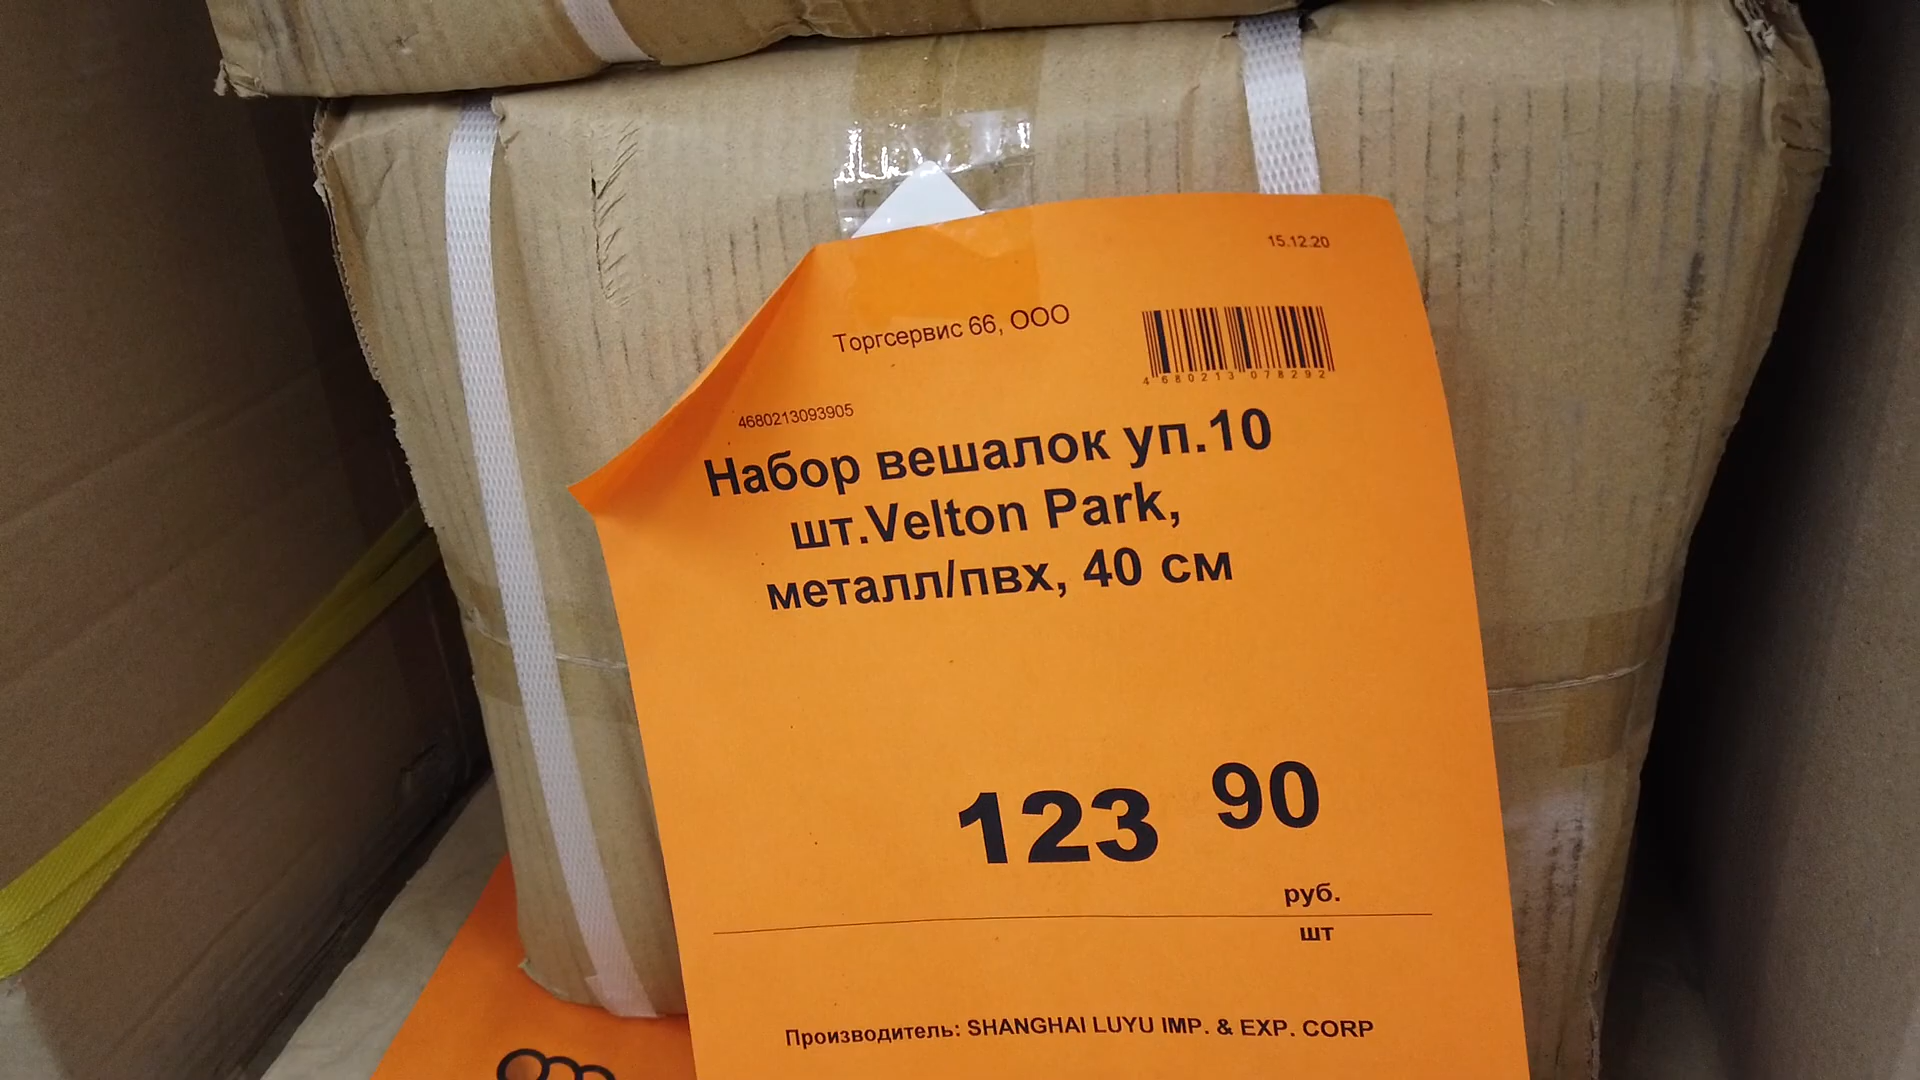 15.12.20
Торгсервис 66, ООО
4680213078292
4680213093905
Набор вешалок уп.10
шт.Velton Park,
металл/пвх, 40 см
123 90
руб.
шт
Производитель: SHANGHAI LUYU IMP. & EXP. CORP